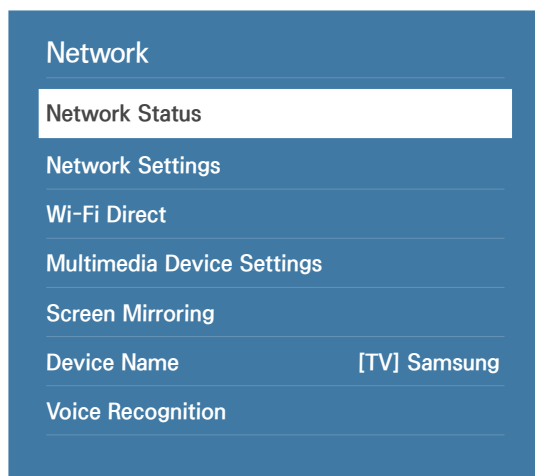 Network
Network Status
Network Settings
Wi-Fi Direct
Multimedia Device Settings
Screen Mirroring
Device Name [TV] Samsung
Voice Recognition